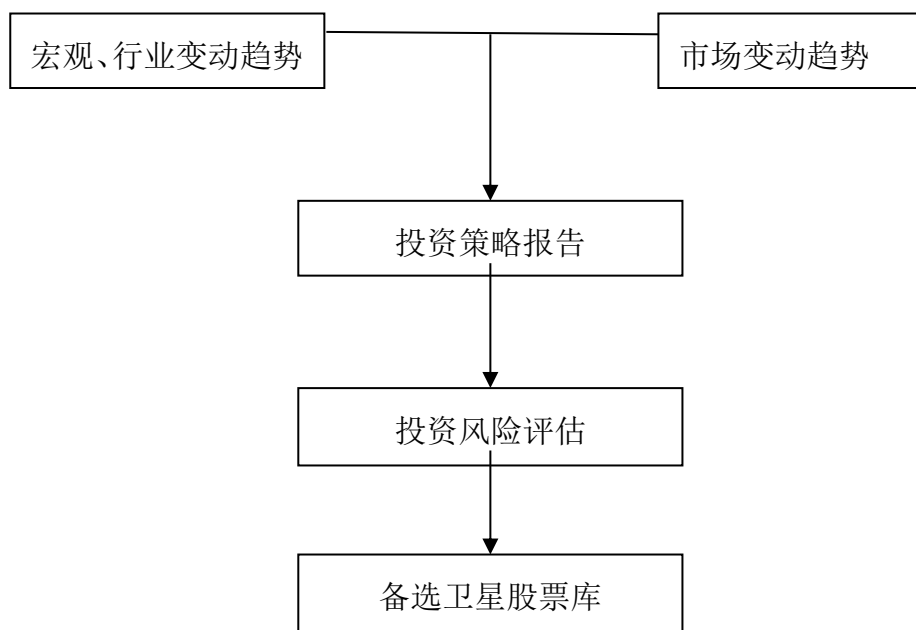 宏观、行业变动趋势
市场变动趋势
投资策略报告
投资风险评估
备选卫星股票库